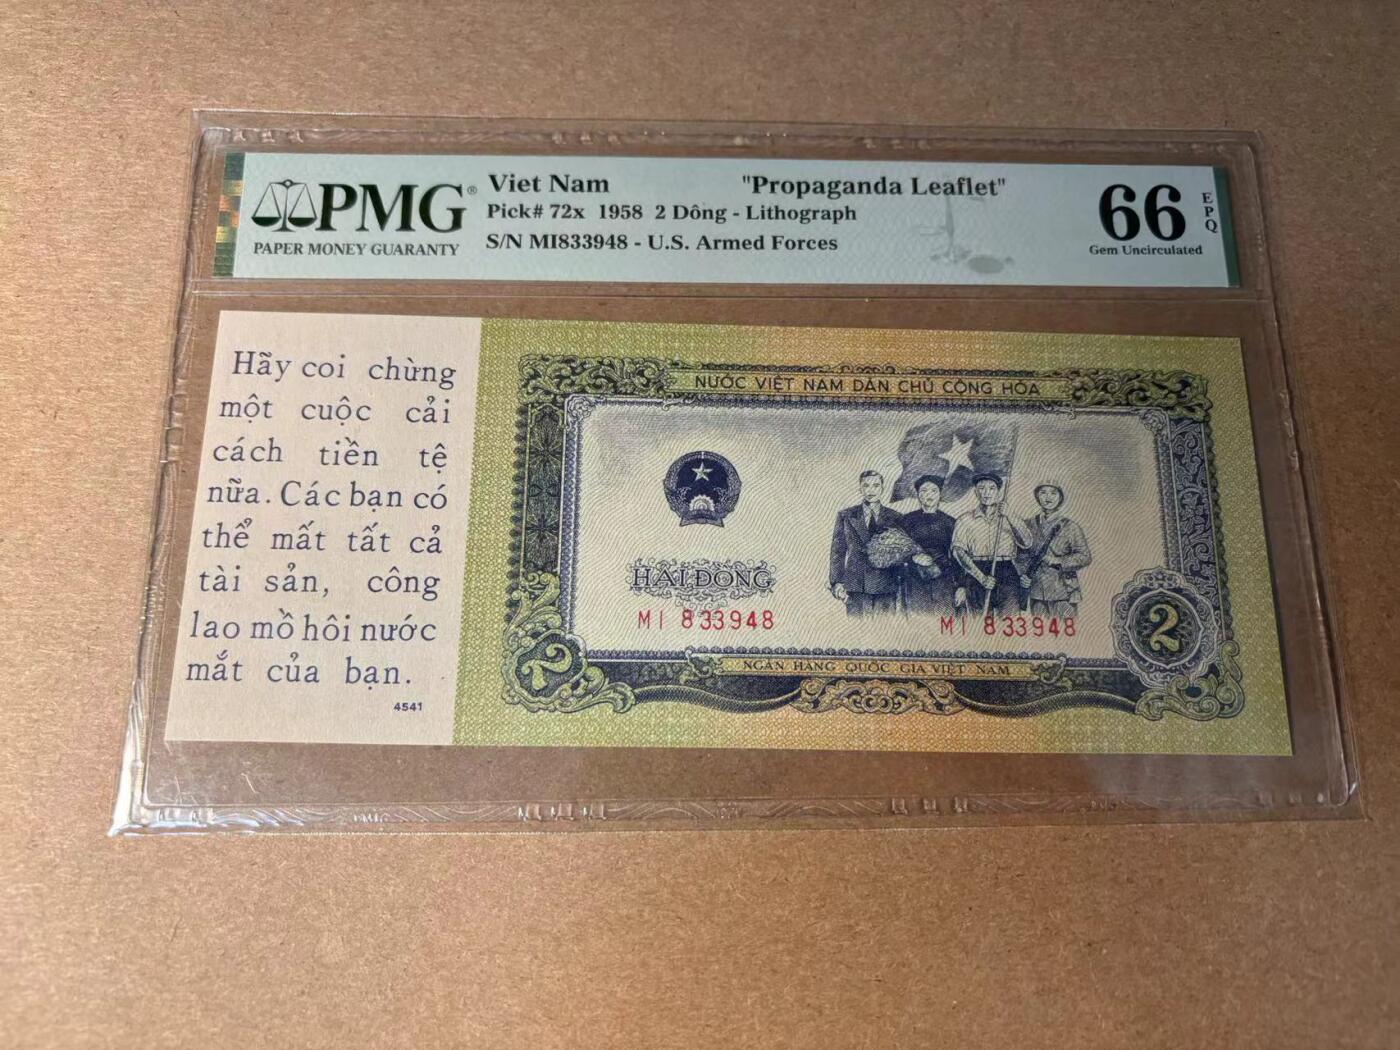 PMG®
PAPER MONEY GUARANTY
Viet Nam "Propaganda Leaflet"
Pick# 72x 1958 2 Dông - Lithograph
S/N MI833948 - U.S. Armed Forces
66
EPQ
Gem Uncirculated
Hãy coi chừng
một cuộc cải
cách tiền tệ
nữa. Các bạn có
thể mất tất cả
tài sản, công
lao mồ hôi nước
mắt của bạn.
4541
NƯỚC VIỆT NAM DÂN CHỦ CỘNG HÒA
HAI ĐỒNG
MI 833948
MI 833948
2
2
NGÂN HÀNG QUỐC GIA VIỆT NAM